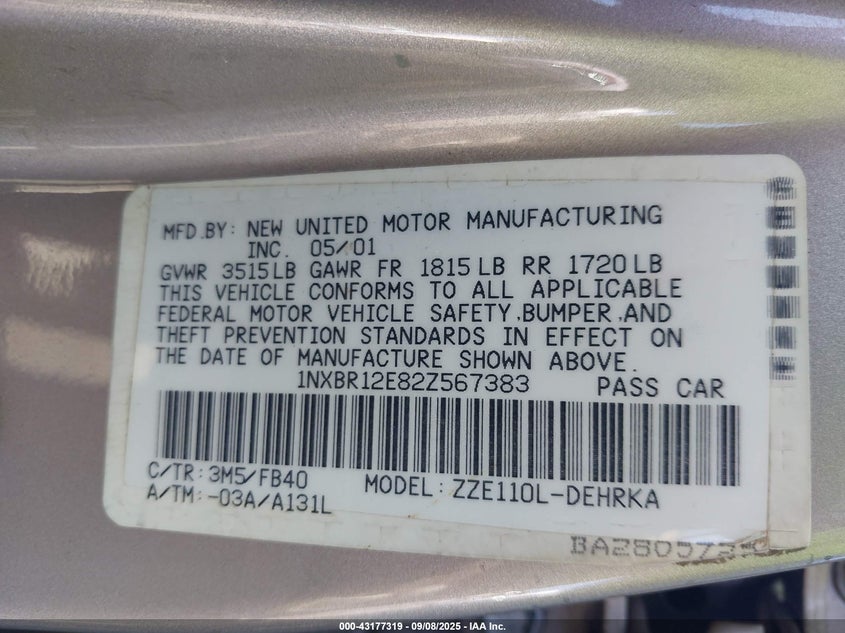 MFD.BY: NEW UNITED MOTOR MANUFACTURING
INC. 05/01
GVWR 3515LB GAWR FR 1815LB RR 1720LB
THIS VEHICLE CONFORMS TO ALL APPLICABLE
FEDERAL MOTOR VEHICLE SAFETY,BUMPER,AND
THEFT PREVENTION STANDARDS IN EFFECT ON
THE DATE OF MANUFACTURE SHOWN ABOVE.
1NXBR12E82Z567383 PASS CAR
C/TR: 3M5/FB40
A/TM: -03A/A131L
MODEL: ZZE110L-DEHRKA
000-43177319 - 09/08/2025 - IAA Inc.